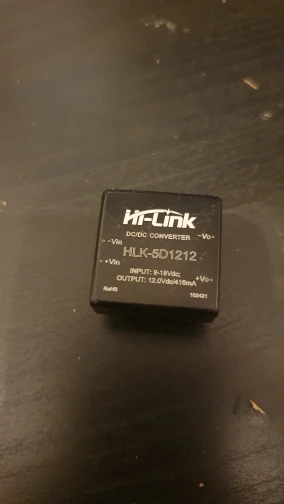 Hi-Link
DC/DC CONVERTER
-Vin
-Vo
HLK-5D1212
+Vin
INPUT: 9-18Vdc;
+Vo
OUTPUT: 12.0Vdc/416mA
RoHS
102421